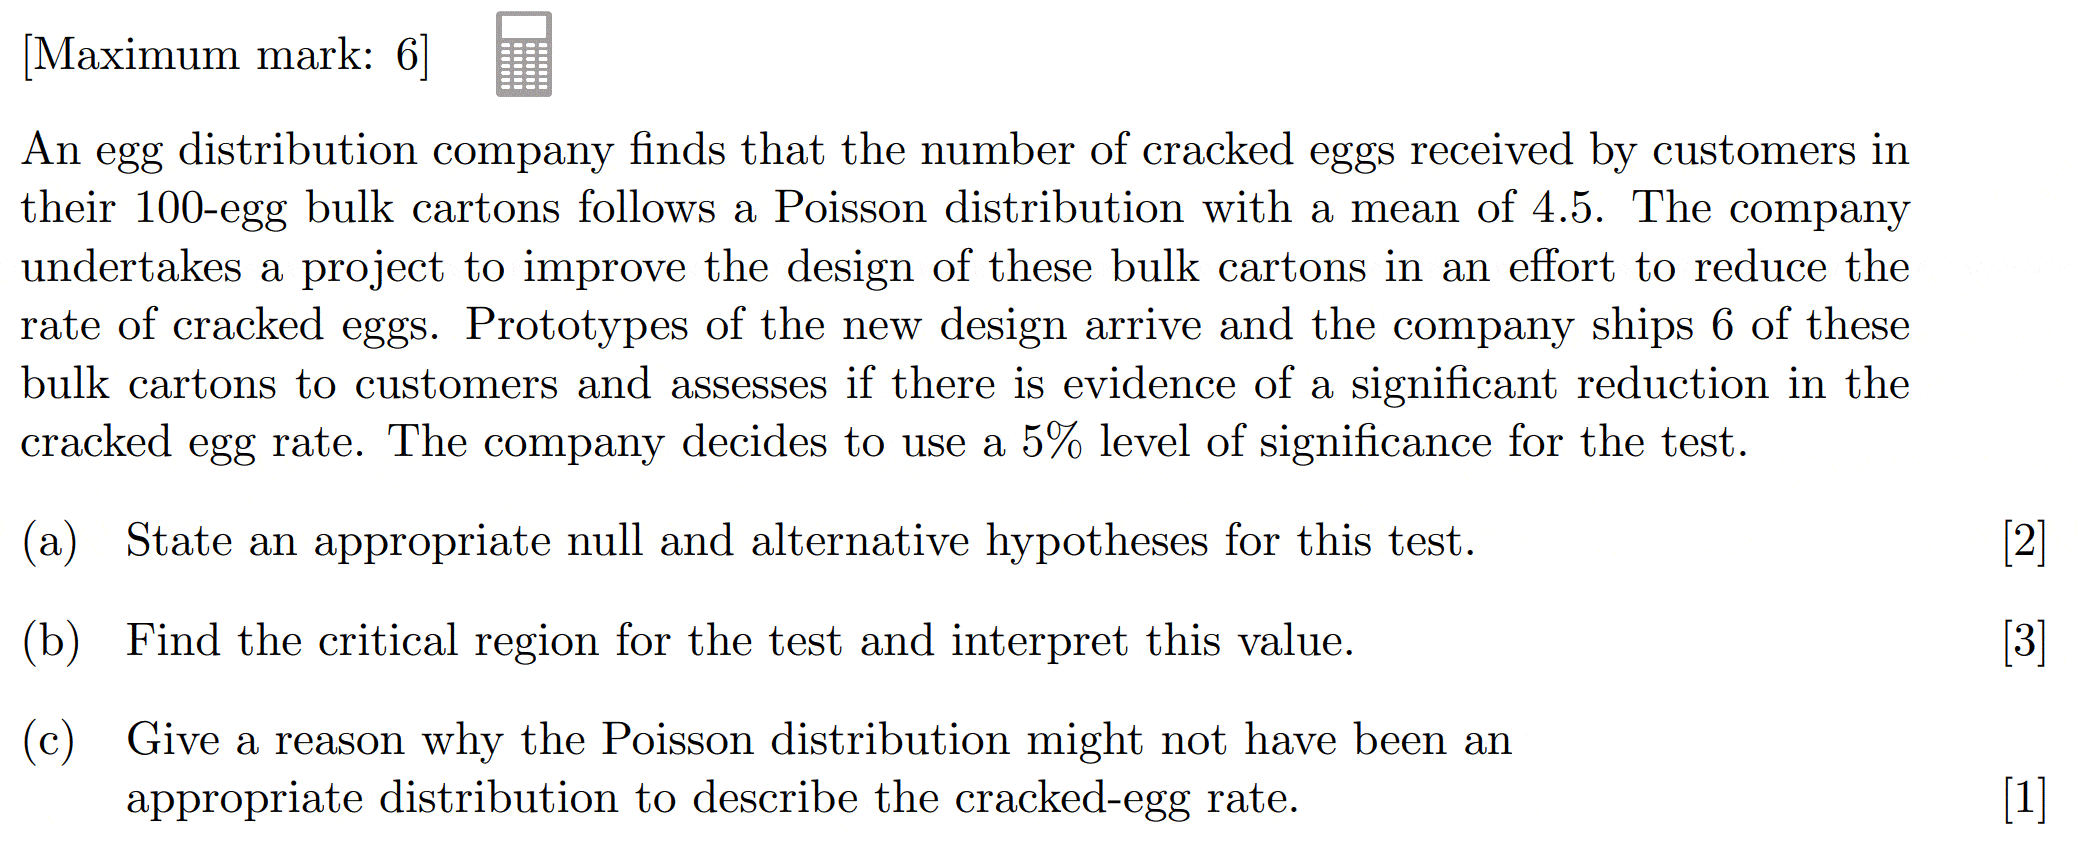 [Maximum mark: 6]
An egg distribution company finds that the number of cracked eggs received by customers in
their 100-egg bulk cartons follows a Poisson distribution with a mean of 4.5. The company
undertakes a project to improve the design of these bulk cartons in an effort to reduce the
rate of cracked eggs. Prototypes of the new design arrive and the company ships 6 of these
bulk cartons to customers and assesses if there is evidence of a significant reduction in the
cracked egg rate. The company decides to use a 5% level of significance for the test.
(a) State an appropriate null and alternative hypotheses for this test. [2]
(b) Find the critical region for the test and interpret this value. [3]
(c) Give a reason why the Poisson distribution might not have been an
appropriate distribution to describe the cracked-egg rate. [1]